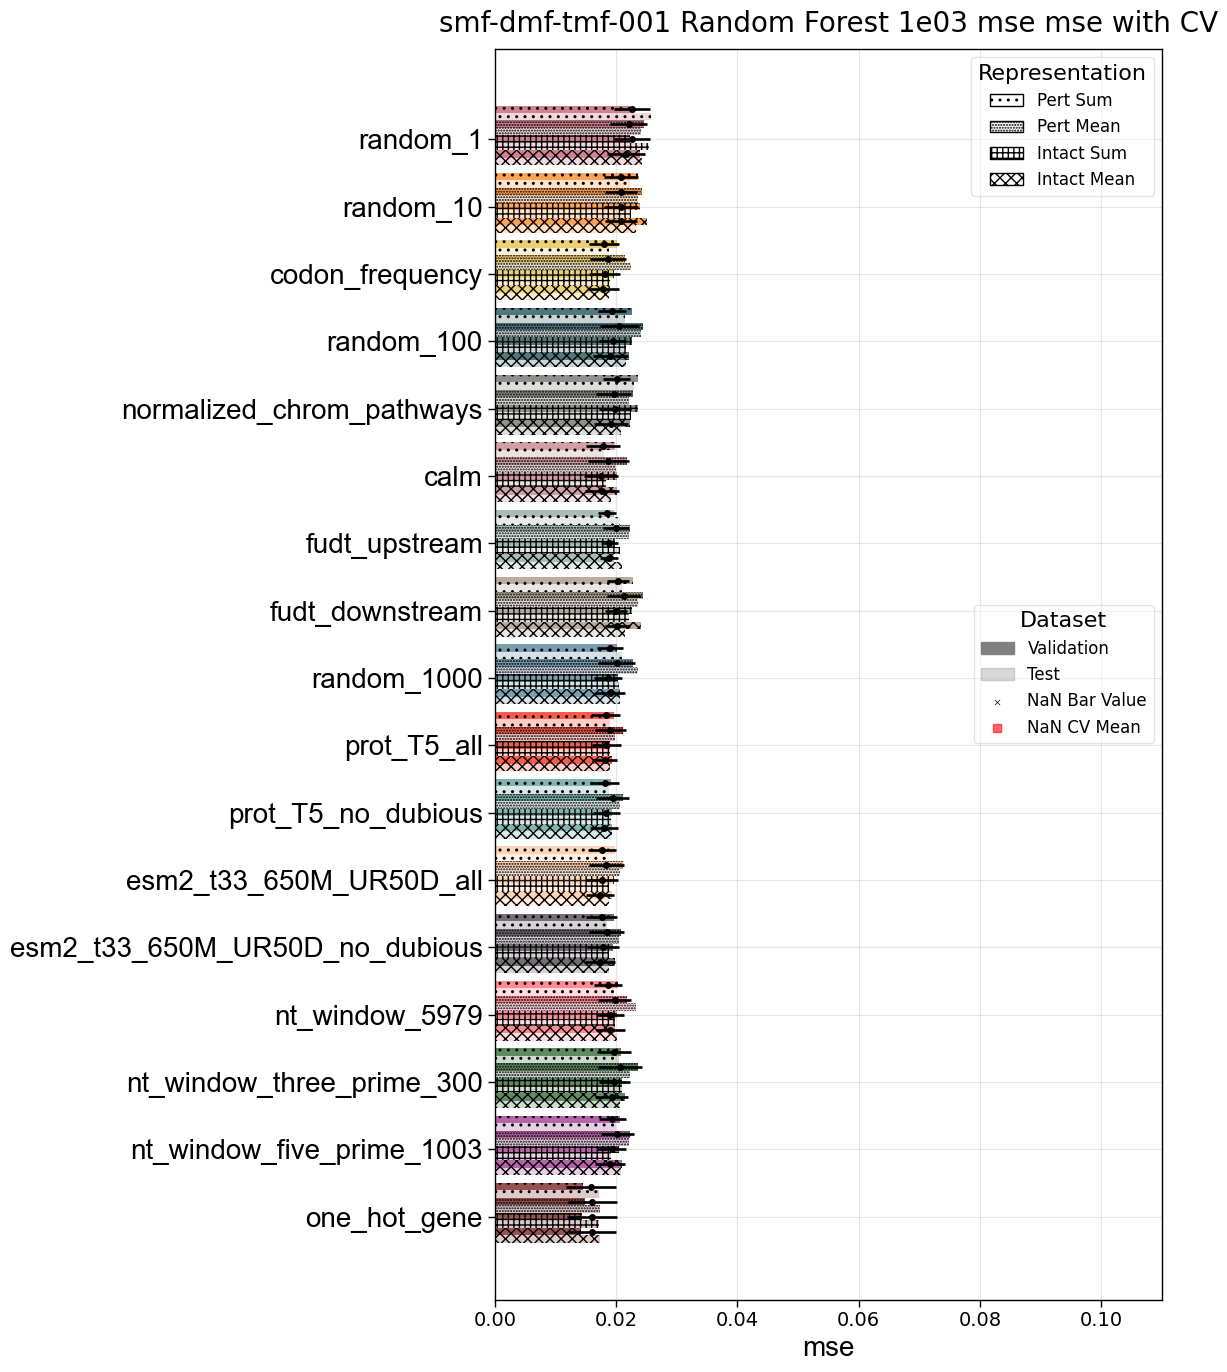 smf-dmf-tmf-001 Random Forest 1e03 mse mse with CV
Representation
Pert Sum
Pert Mean
Intact Sum
Intact Mean
random_1
random_10
codon_frequency
random_100
normalized_chrom_pathways
calm
fudt_upstream
fudt_downstream
random_1000
prot_T5_all
prot_T5_no_dubious
esm2_t33_650M_UR50D_all
esm2_t33_650M_UR50D_no_dubious
nt_window_5979
nt_window_three_prime_300
nt_window_five_prime_1003
one_hot_gene
Dataset
Validation
Test
NaN Bar Value
NaN CV Mean
0.00 0.02 0.04 0.06 0.08 0.10
mse